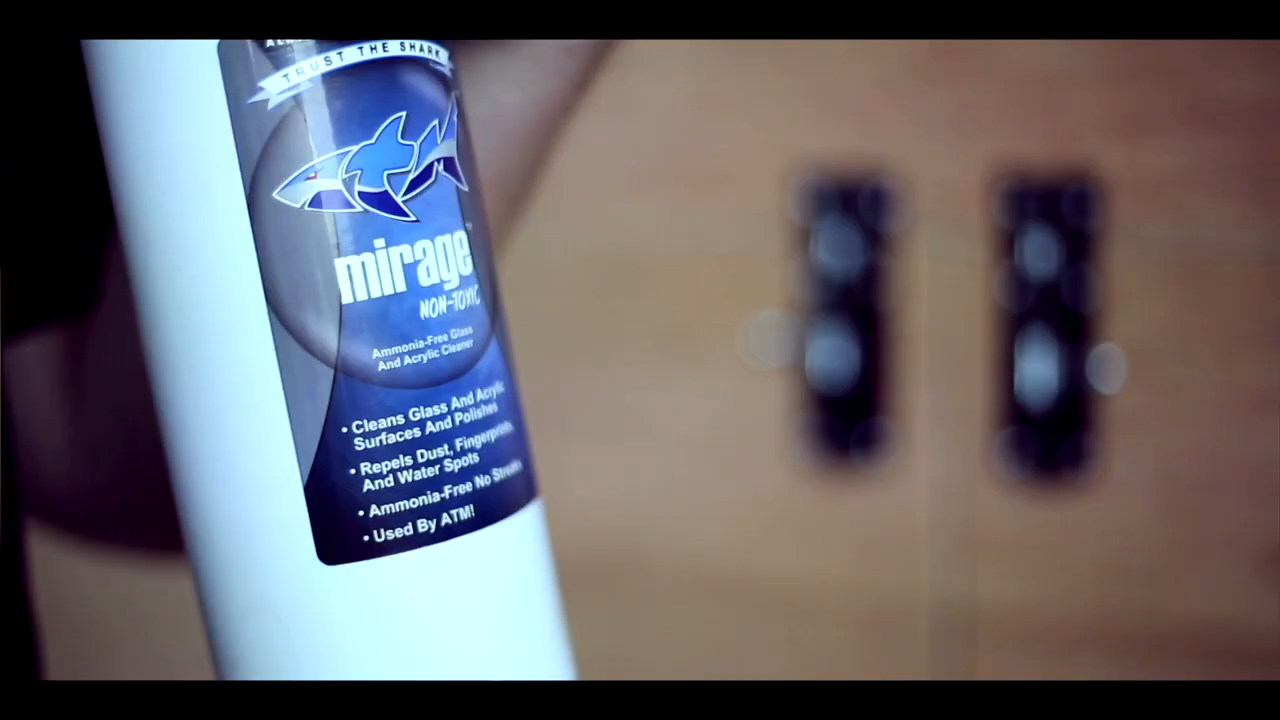 TRUST THE SHARK
mirage
NON-TOXIC
Ammonia-Free Glass
And Acrylic Cleaner
• Cleans Glass And Acrylic
Surfaces And Polishes
• Repels Dust, Fingerprints,
And Water Spots
• Ammonia-Free No Streaks
• Used By ATM!